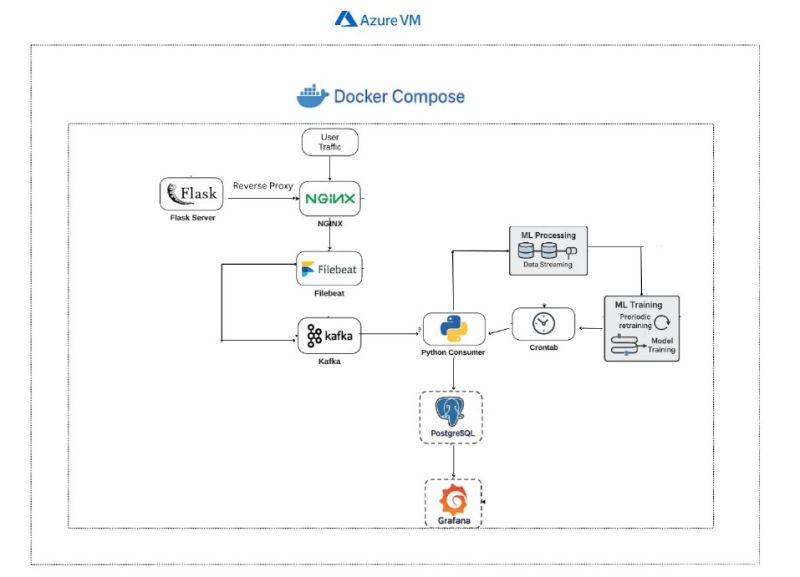 Azure VM
Docker Compose
User
Traffic
Flask
Flask Server
Reverse Proxy
NGINX
NGINX
Filebeat
Filebeat
kafka
Kafka
Python Consumer
ML Processing
Data Streaming
ML Training
Proriodic
retraining
Model
Training
Crontab
PostgreSQL
Grafana